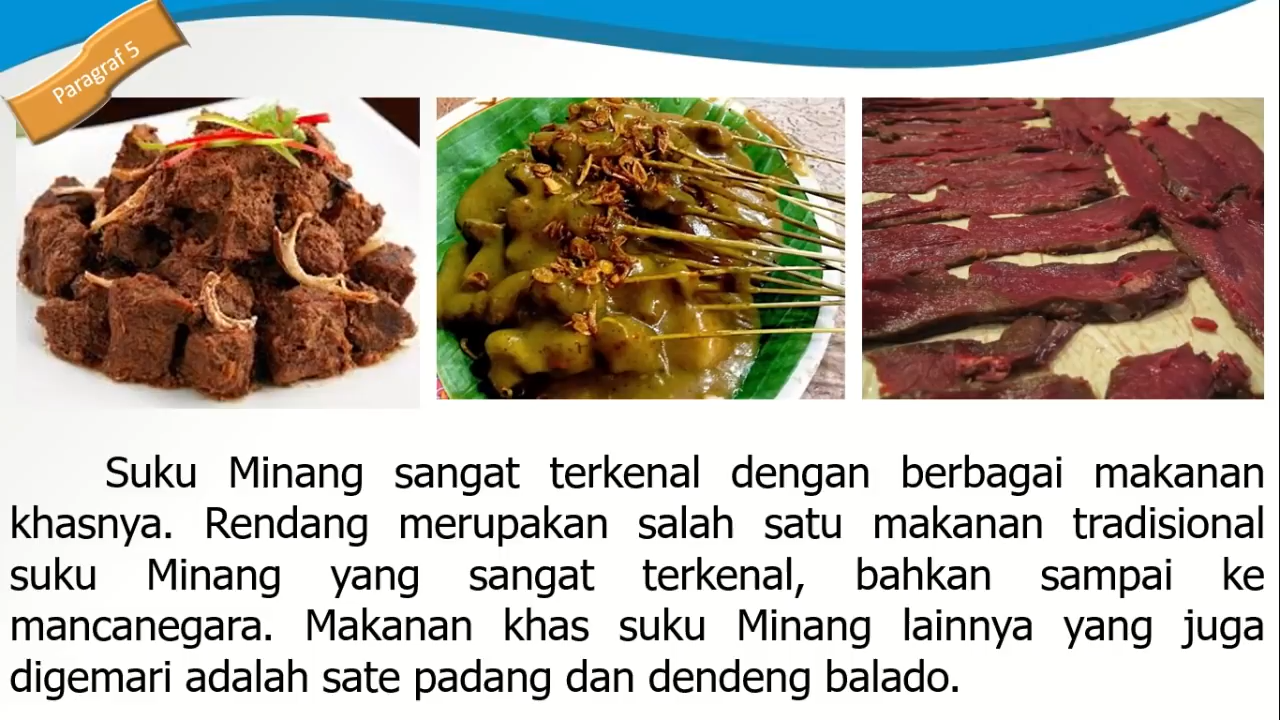 Paragraf 5
Suku Minang sangat terkenal dengan berbagai makanan
khasnya. Rendang merupakan salah satu makanan tradisional
suku Minang yang sangat terkenal, bahkan sampai ke
mancanegara. Makanan khas suku Minang lainnya yang juga
digemari adalah sate padang dan dendeng balado.